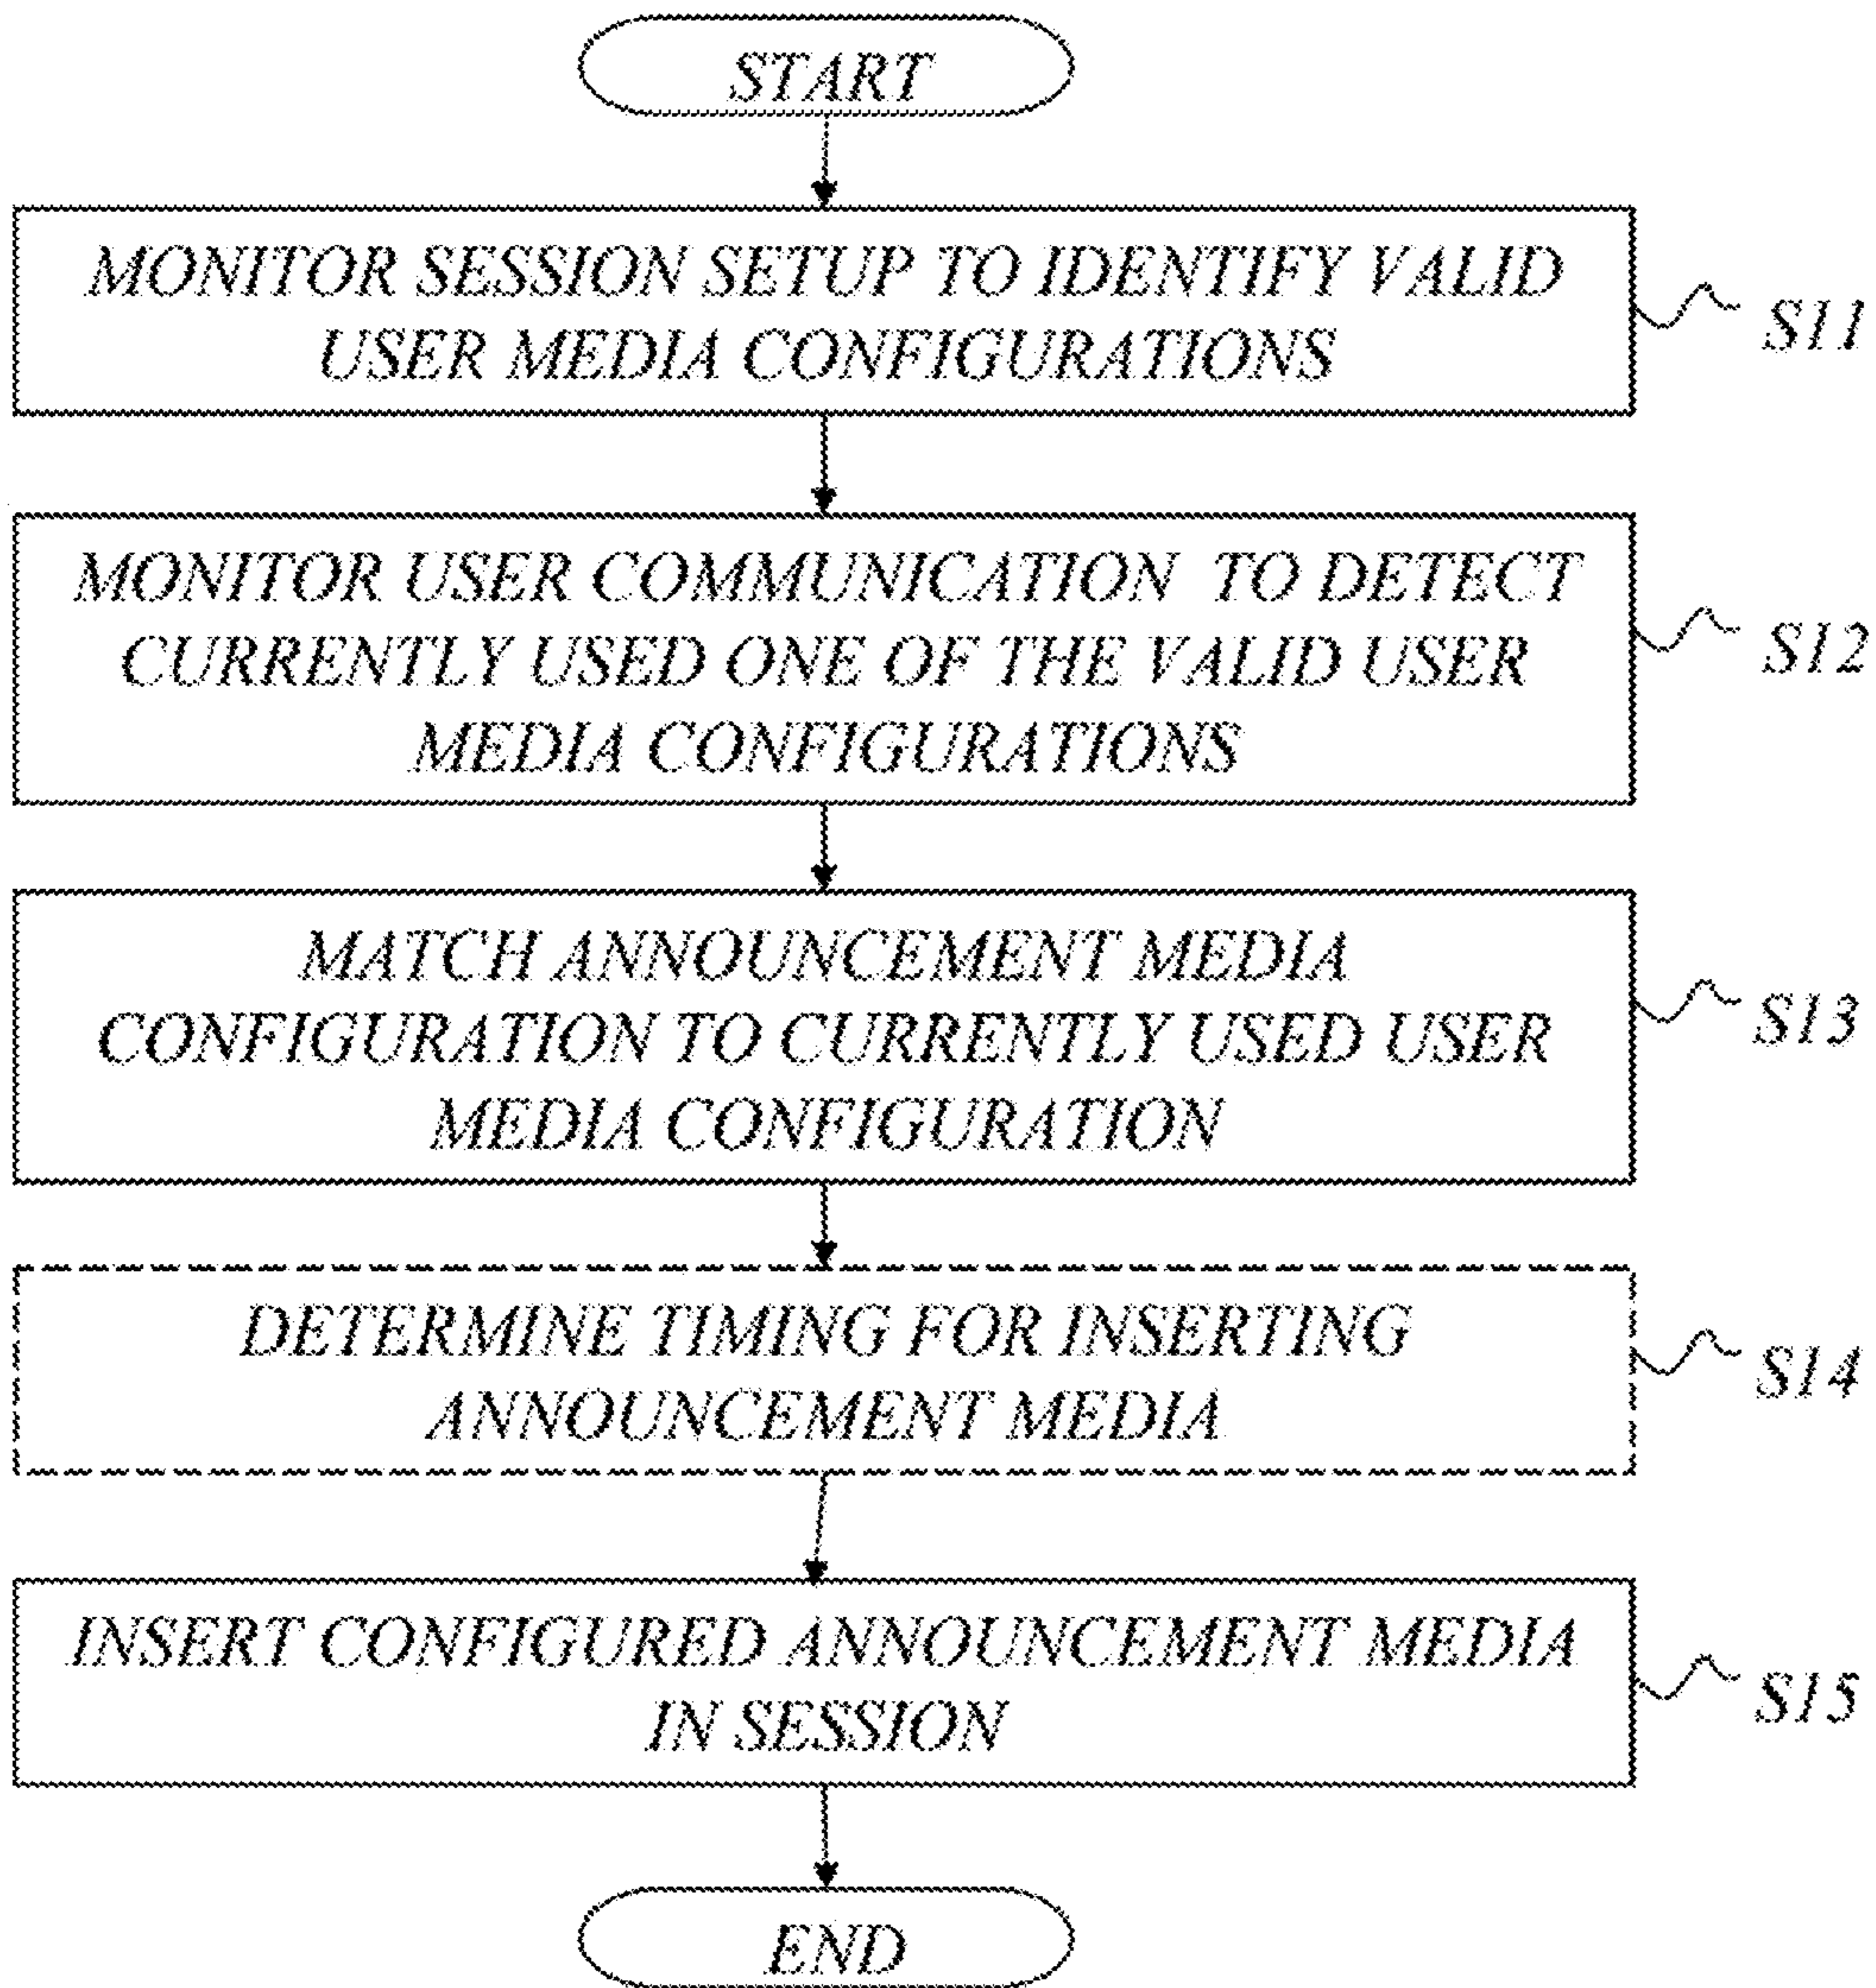 START
MONITOR SESSION SETUP TO IDENTIFY VALID
USER MEDIA CONFIGURATIONS
S11
MONITOR USER COMMUNICATION TO DETECT
CURRENTLY USED ONE OF THE VALID USER
MEDIA CONFIGURATIONS
S12
MATCH ANNOUNCEMENT MEDIA
CONFIGURATION TO CURRENTLY USED USER
MEDIA CONFIGURATION
S13
DETERMINE TIMING FOR INSERTING
ANNOUNCEMENT MEDIA
S14
INSERT CONFIGURED ANNOUNCEMENT MEDIA
IN SESSION
S15
END